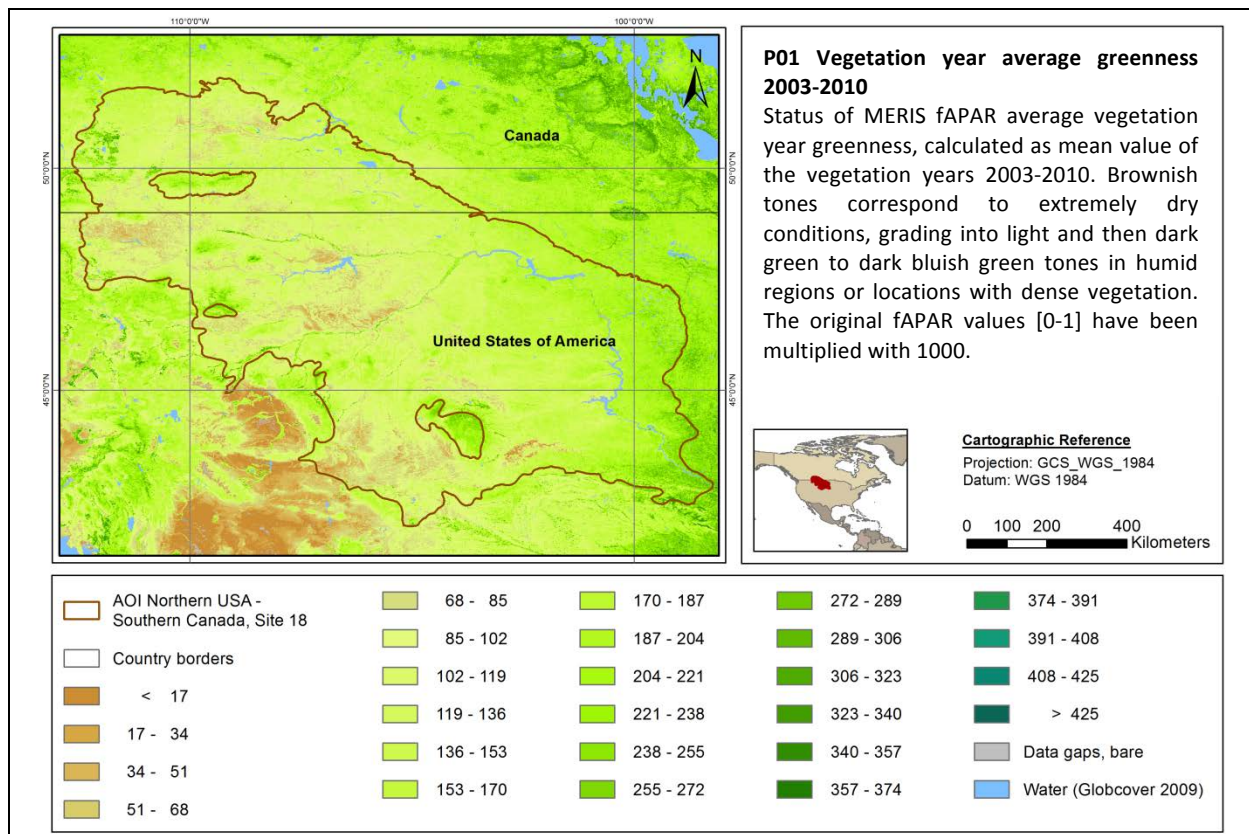 110°0'0"W
100°0'0"W
N
Canada
50°0'0"N
50°0'0"N
United States of America
45°0'0"N
45°0'0"N
P01 Vegetation year average greenness
2003-2010
Status of MERIS fAPAR average vegetation
year greenness, calculated as mean value of
the vegetation years 2003-2010. Brownish
tones correspond to extremely dry
conditions, grading into light and then dark
green to dark bluish green tones in humid
regions or locations with dense vegetation.
The original fAPAR values [0-1] have been
multiplied with 1000.
Cartographic Reference
Projection: GCS_WGS_1984
Datum: WGS 1984
0 100 200 400
Kilometers
AOI Northern USA -
Southern Canada, Site 18
Country borders
< 17
17 - 34
34 - 51
51 - 68
68 - 85
85 - 102
102 - 119
119 - 136
136 - 153
153 - 170
170 - 187
187 - 204
204 - 221
221 - 238
238 - 255
255 - 272
272 - 289
289 - 306
306 - 323
323 - 340
340 - 357
357 - 374
374 - 391
391 - 408
408 - 425
> 425
Data gaps, bare
Water (Globcover 2009)